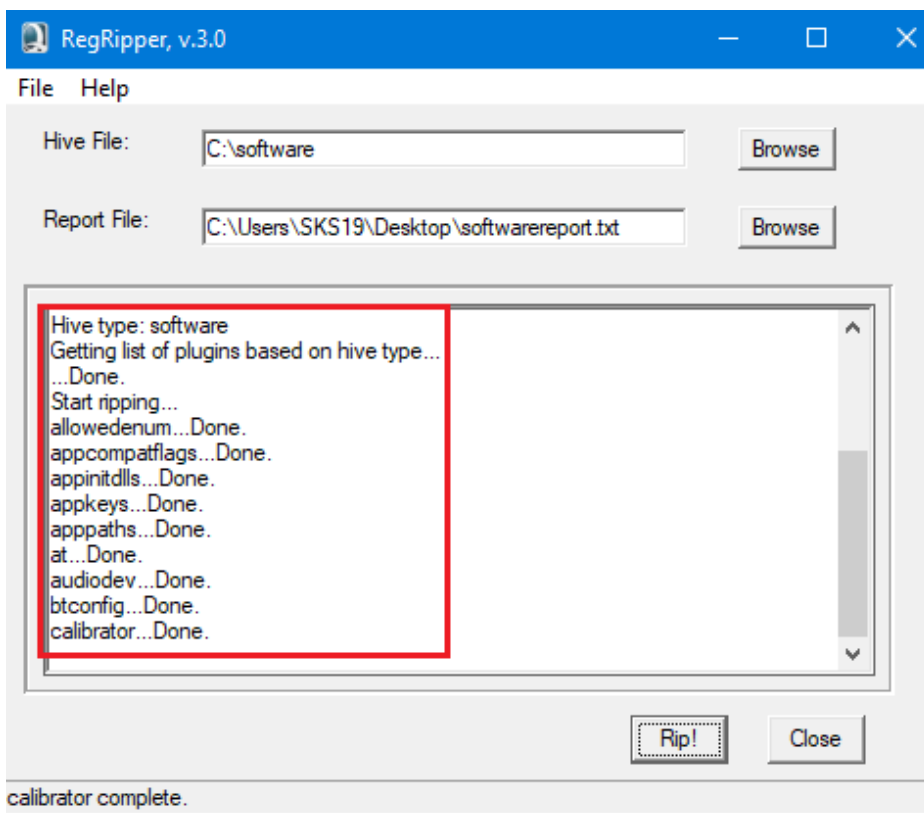 RegRipper, v.3.0
File Help
Hive File: C:\software Browse
Report File: C:\Users\SKS19\Desktop\softwarereport.txt Browse
Hive type: software
Getting list of plugins based on hive type...
...Done.
Start ripping...
allowedenum...Done.
appcompatflags...Done.
appinitdlls...Done.
appkeys...Done.
apppaths...Done.
at...Done.
audiodev...Done.
btconfig...Done.
calibrator...Done.
Rip! Close
calibrator complete.